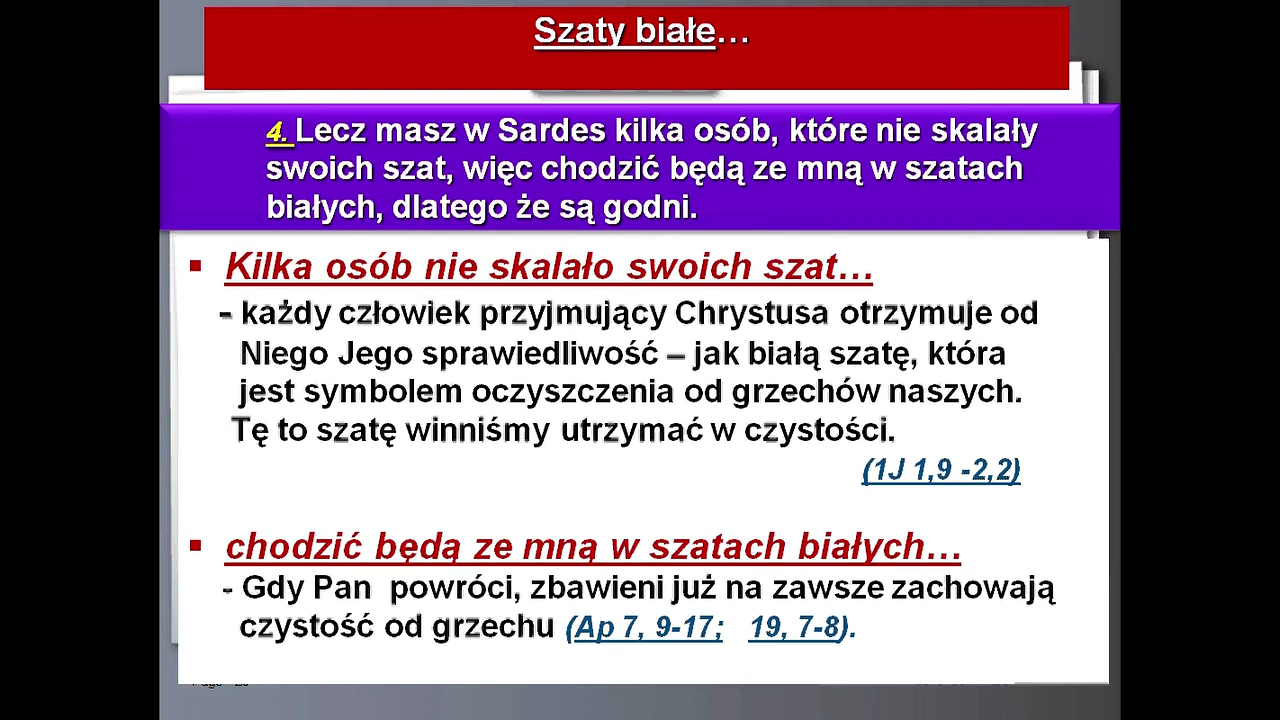 Szaty białe…
4. Lecz masz w Sardes kilka osób, które nie skalały
swoich szat, więc chodzić będą ze mną w szatach
białych, dlatego że są godni.
▪ Kilka osób nie skalało swoich szat…
- każdy człowiek przyjmujący Chrystusa otrzymuje od
Niego Jego sprawiedliwość – jak białą szatę, która
jest symbolem oczyszczenia od grzechów naszych.
Tę to szatę winniśmy utrzymać w czystości.
(1J 1,9 -2,2)
▪ chodzić będą ze mną w szatach białych…
- Gdy Pan powróci, zbawieni już na zawsze zachowają
czystość od grzechu (Ap 7, 9-17; 19, 7-8).